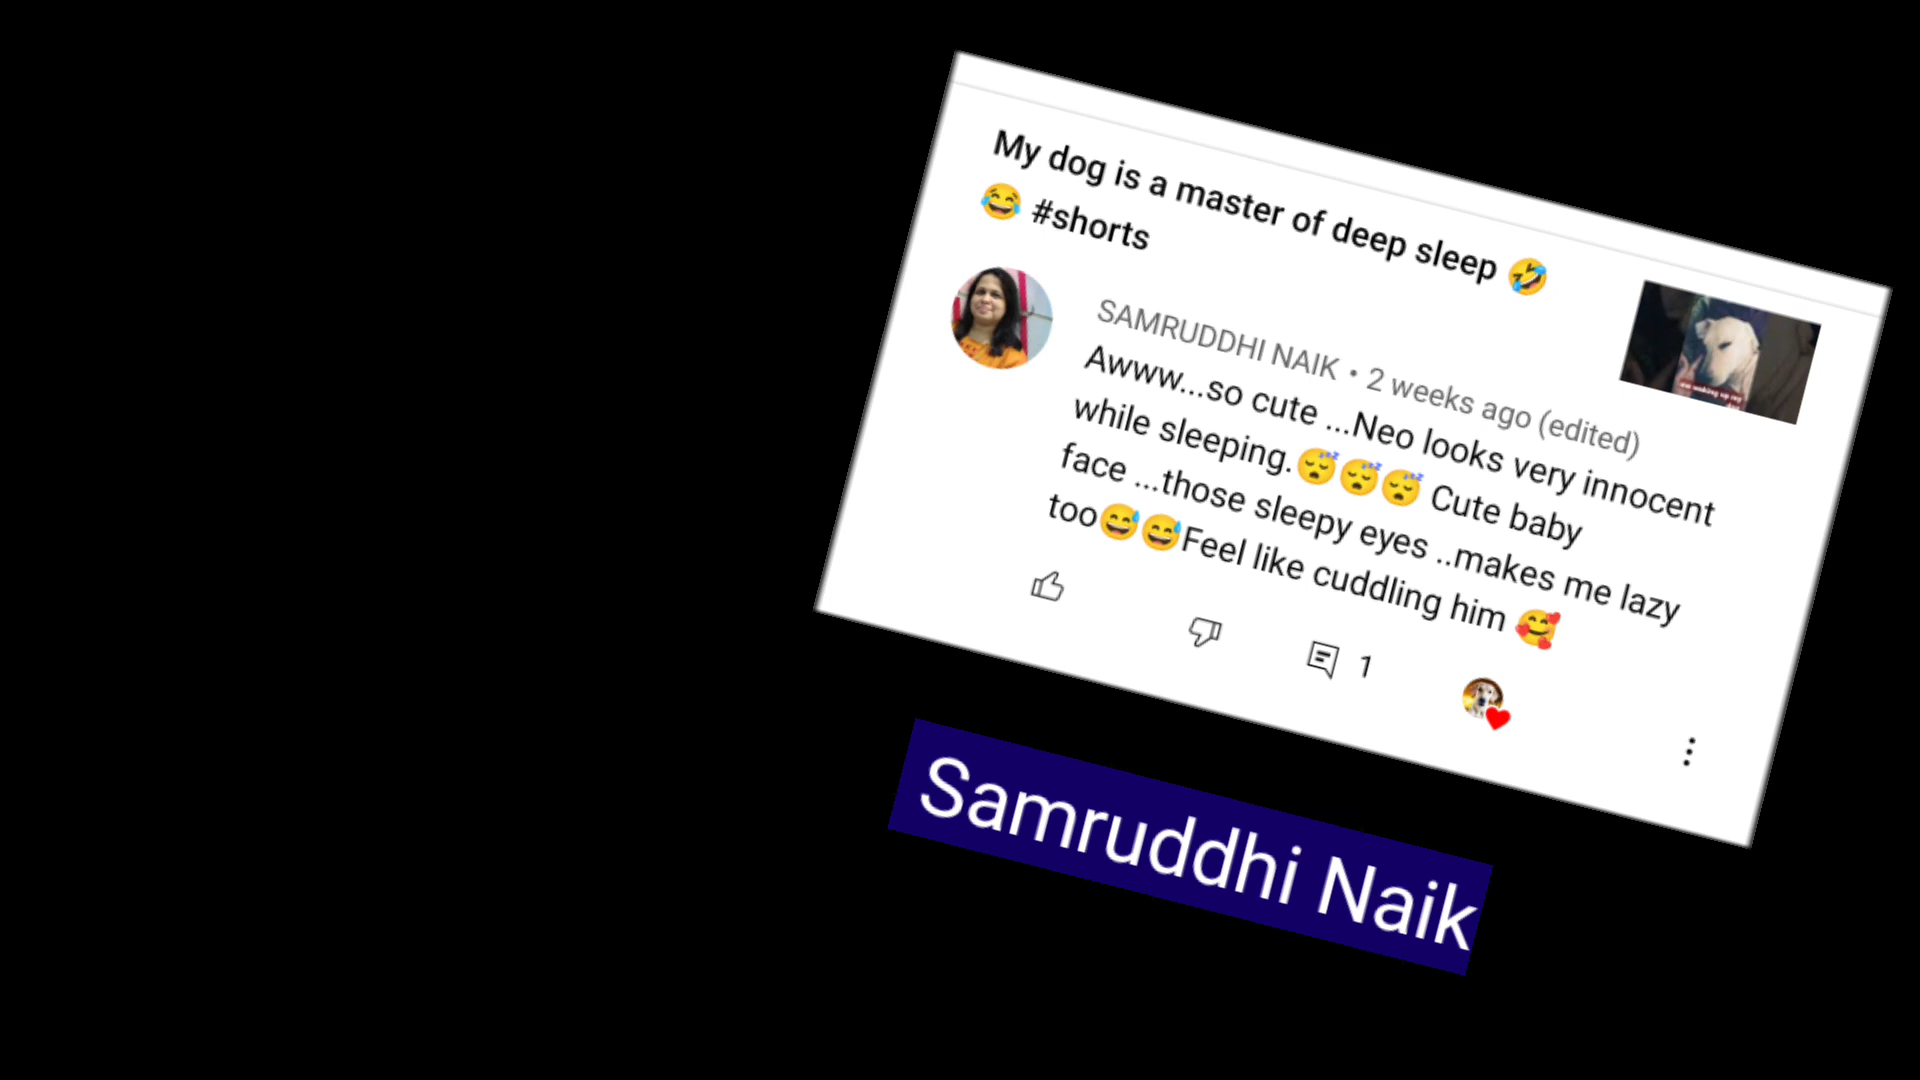 My dog is a master of deep sleep 🤣
😂 #shorts
SAMRUDDHI NAIK • 2 weeks ago (edited)
Awww...so cute ...Neo looks very innocent
while sleeping.😴😴😴 Cute baby
face ...those sleepy eyes ..makes me lazy
too😅😅Feel like cuddling him 🥰
1
Samruddhi Naik